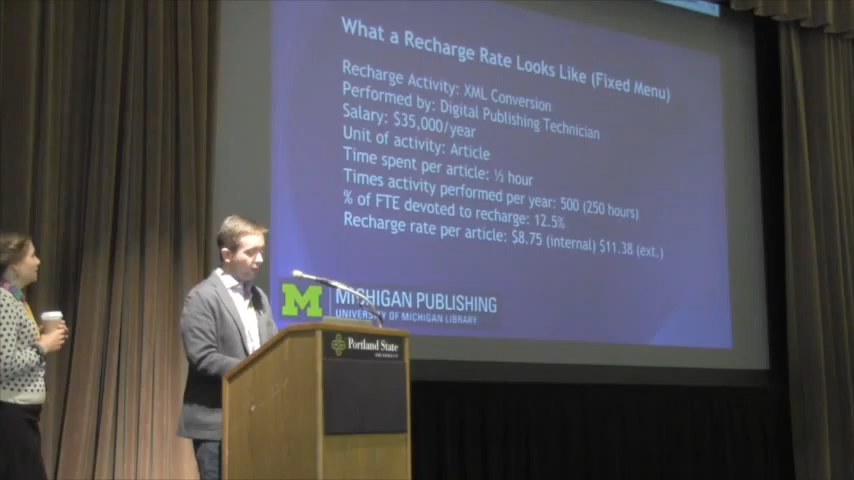 What a Recharge Rate Looks Like (Fixed Menu)
Recharge Activity: XML Conversion
Performed by: Digital Publishing Technician
Salary: $35,000/year
Unit of activity: Article
Time spent per article: ½ hour
Times activity performed per year: 500 (250 hours)
% of FTE devoted to recharge: 12.5%
Recharge rate per article: $8.75 (internal) $11.38 (ext.)
M
MICHIGAN PUBLISHING
UNIVERSITY OF MICHIGAN LIBRARY
Portland State
UNIVERSITY